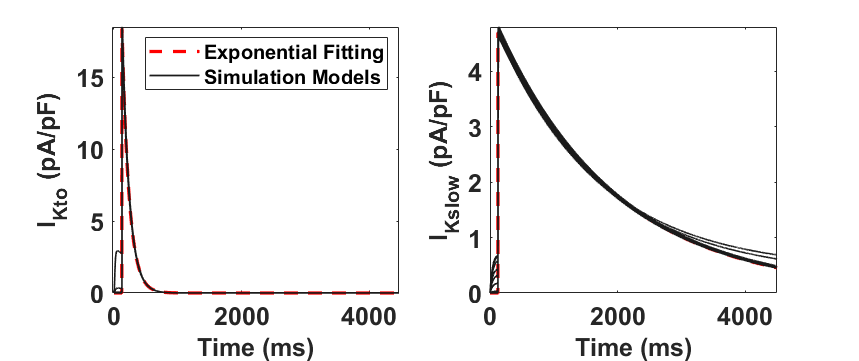 I_Kto (pA/pF)
15
10
5
0
Exponential Fitting
Simulation Models
0
2000
4000
Time (ms)
I_Kslow (pA/pF)
4
3
2
1
0
0
2000
4000
Time (ms)